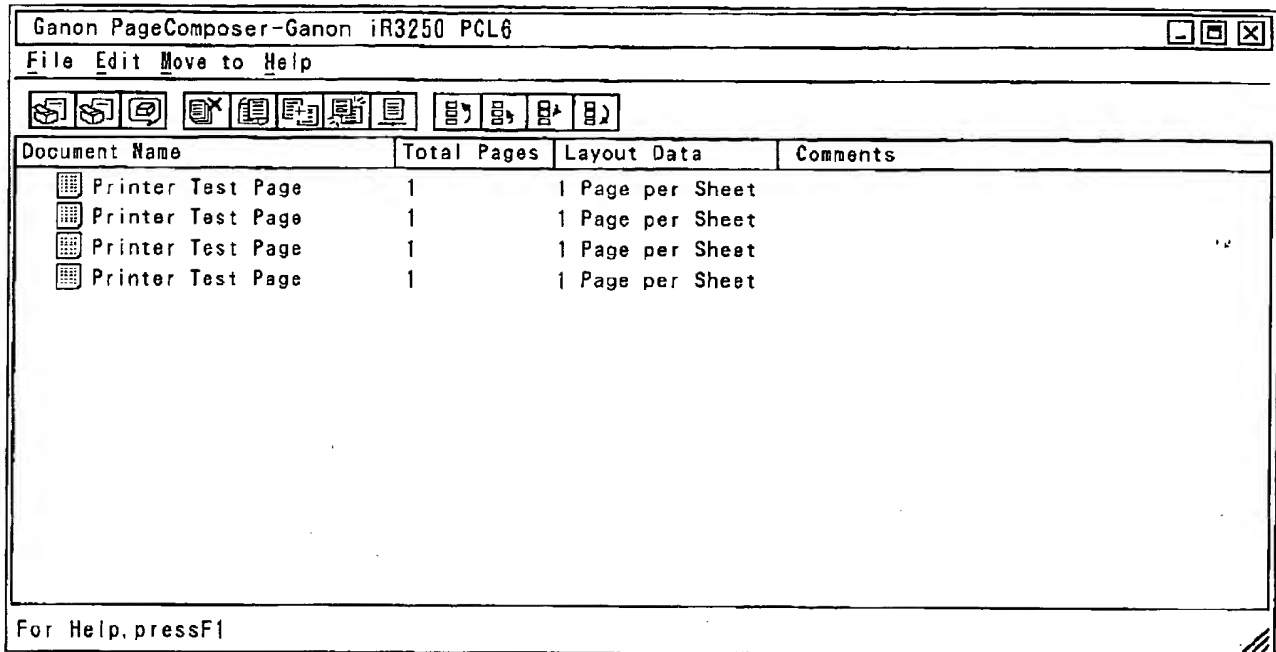 Ganon PageComposer-Ganon iR3250 PCL6
File Edit Move to Help
Document Name Total Pages Layout Data Comments
Printer Test Page 1 1 Page per Sheet
Printer Test Page 1 1 Page per Sheet
Printer Test Page 1 1 Page per Sheet
Printer Test Page 1 1 Page per Sheet
For Help,pressF1